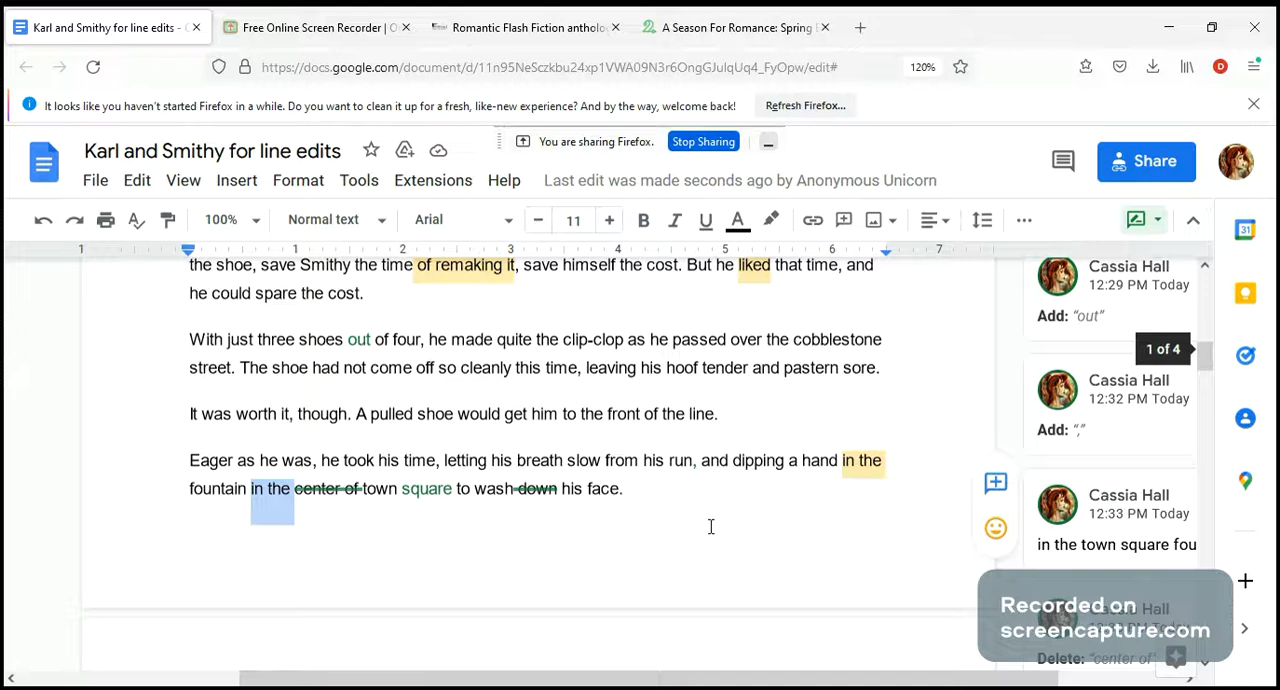 Karl and Smithy for line edits -
Free Online Screen Recorder | O
Romantic Flash Fiction antholo
A Season For Romance: Spring E
https://docs.google.com/document/d/11n95NeSczkbu24xp1VWA09N3r6OngGJulqUq4_FyOpw/edit#
120%
D
It looks like you haven't started Firefox in a while. Do you want to clean it up for a fresh, like-new experience? And by the way, welcome back!
Refresh Firefox...
You are sharing Firefox.
Stop Sharing
Karl and Smithy for line edits
Share
File Edit View Insert Format Tools Extensions Help
Last edit was made seconds ago by Anonymous Unicorn
100% Normal text Arial 11 B I U A
1 1 2 3 4 5 6 7
31
the shoe, save Smithy the time of remaking it, save himself the cost. But he liked that time, and
he could spare the cost.
With just three shoes out of four, he made quite the clip-clop as he passed over the cobblestone
street. The shoe had not come off so cleanly this time, leaving his hoof tender and pastern sore.
It was worth it, though. A pulled shoe would get him to the front of the line.
Eager as he was, he took his time, letting his breath slow from his run, and dipping a hand in the
fountain in the center of town square to wash down his face.
Cassia Hall
12:29 PM Today
Add: "out"
1 of 4
Cassia Hall
12:32 PM Today
Add: ","
Cassia Hall
12:33 PM Today
in the town square fou
Cassia Hall
Delete: "center of"
Recorded on
screencapture.com